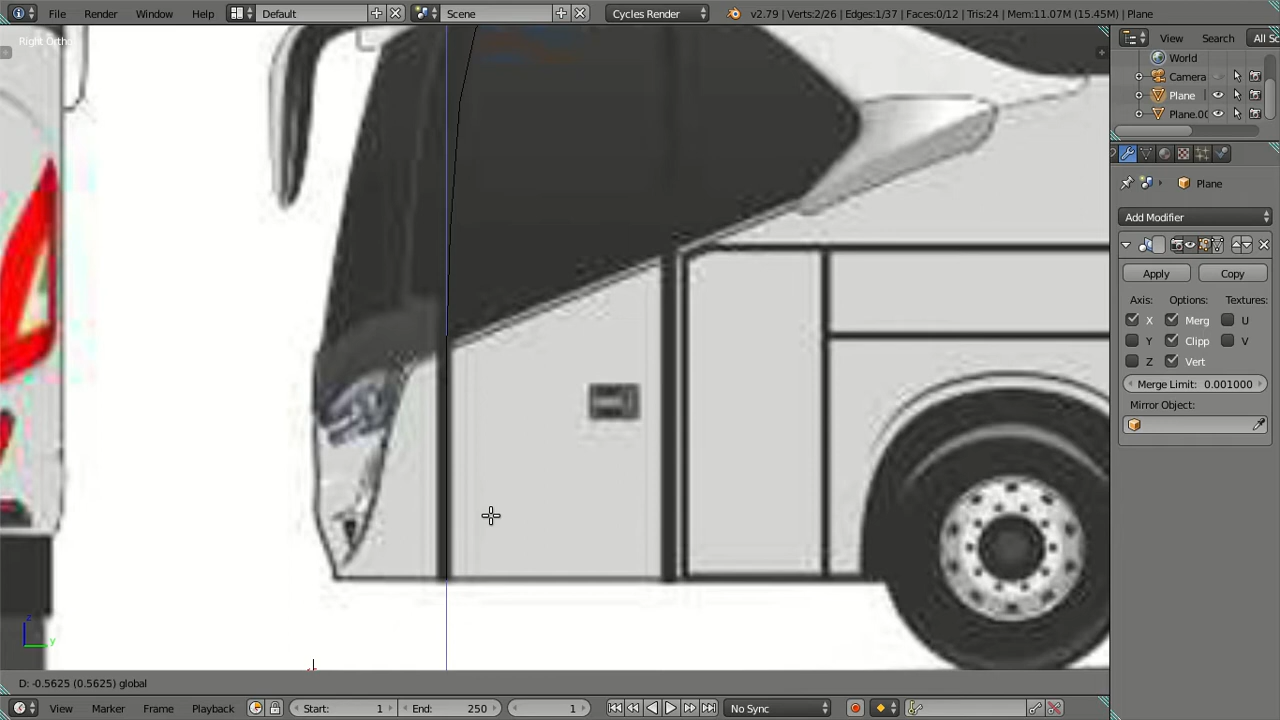 File Render Window Help Default Scene Cycles Render v2.79 | Verts:2/26 | Edges:1/37 | Faces:0/12 | Tris:24 | Mem:11.07M (15.45M) | Plane
Right Ortho
View Search All Sc
World
Camera
Plane
Plane.00
Plane
Add Modifier
Apply Copy
Axis: Options: Textures:
X Merg U
Y Clipp V
Z Vert
Merge Limit: 0.001000
Mirror Object:
z
y
D: -0.5625 (0.5625) global
View Marker Frame Playback Start: 1 End: 250 1 No Sync